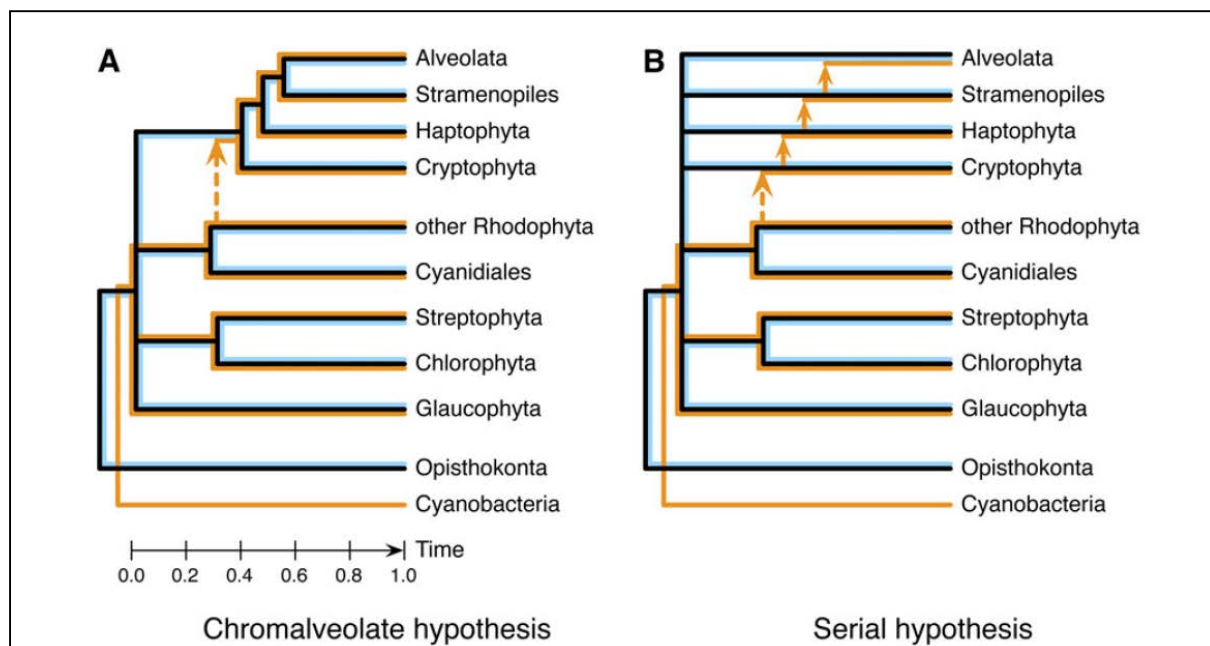 A
Alveolata
Stramenopiles
Haptophyta
Cryptophyta
other Rhodophyta
Cyanidiales
Streptophyta
Chlorophyta
Glaucophyta
Opisthokonta
Cyanobacteria
Time
0.0 0.2 0.4 0.6 0.8 1.0
Chromalveolate hypothesis
B
Alveolata
Stramenopiles
Haptophyta
Cryptophyta
other Rhodophyta
Cyanidiales
Streptophyta
Chlorophyta
Glaucophyta
Opisthokonta
Cyanobacteria
Serial hypothesis